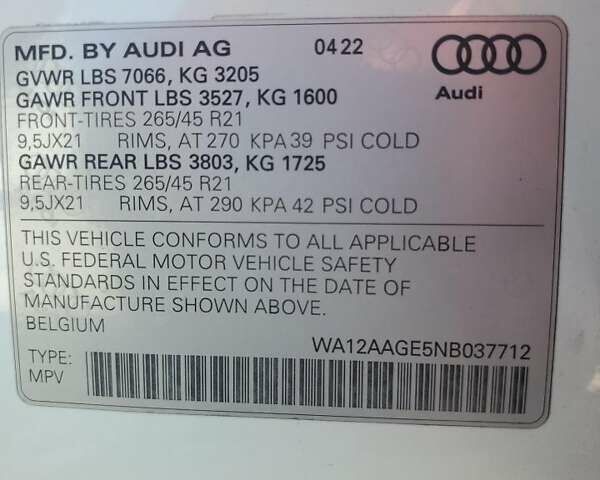 MFD. BY AUDI AG 04 22
GVWR LBS 7066, KG 3205
GAWR FRONT LBS 3527, KG 1600
Audi
FRONT-TIRES 265/45 R21
9,5JX21 RIMS, AT 270 KPA 39 PSI COLD
GAWR REAR LBS 3803, KG 1725
REAR-TIRES 265/45 R21
9,5JX21 RIMS, AT 290 KPA 42 PSI COLD
THIS VEHICLE CONFORMS TO ALL APPLICABLE
U.S. FEDERAL MOTOR VEHICLE SAFETY
STANDARDS IN EFFECT ON THE DATE OF
MANUFACTURE SHOWN ABOVE.
BELGIUM
WA12AAGE5NB037712
TYPE:
MPV